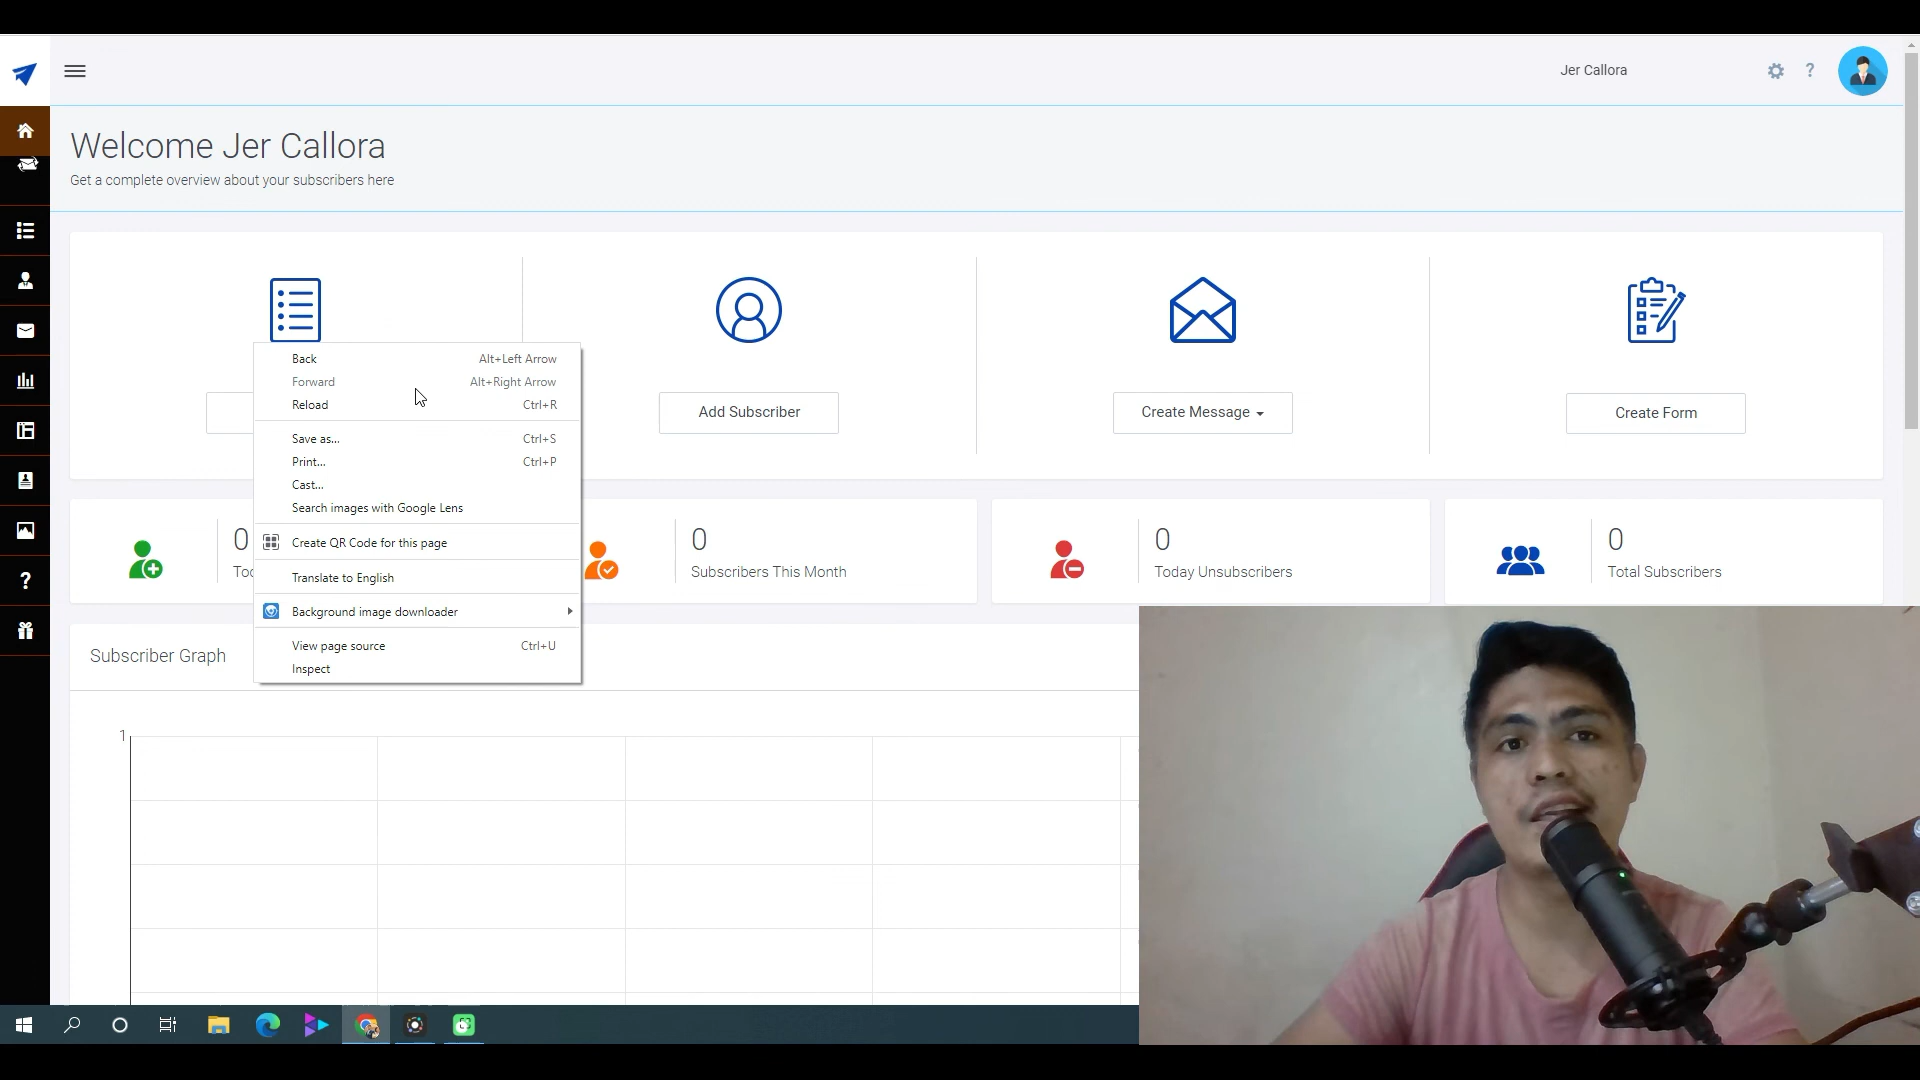 Jer Callora
?
Welcome Jer Callora
Get a complete overview about your subscribers here
Add Subscriber
Create Message
Create Form
Back Alt+Left Arrow
Forward Alt+Right Arrow
Reload Ctrl+R
Save as... Ctrl+S
Print... Ctrl+P
Cast...
Search images with Google Lens
Create QR Code for this page
Translate to English
Background image downloader
View page source Ctrl+U
Inspect
0
0
Subscribers This Month
0
Today Unsubscribers
0
Total Subscribers
?
Subscriber Graph
1